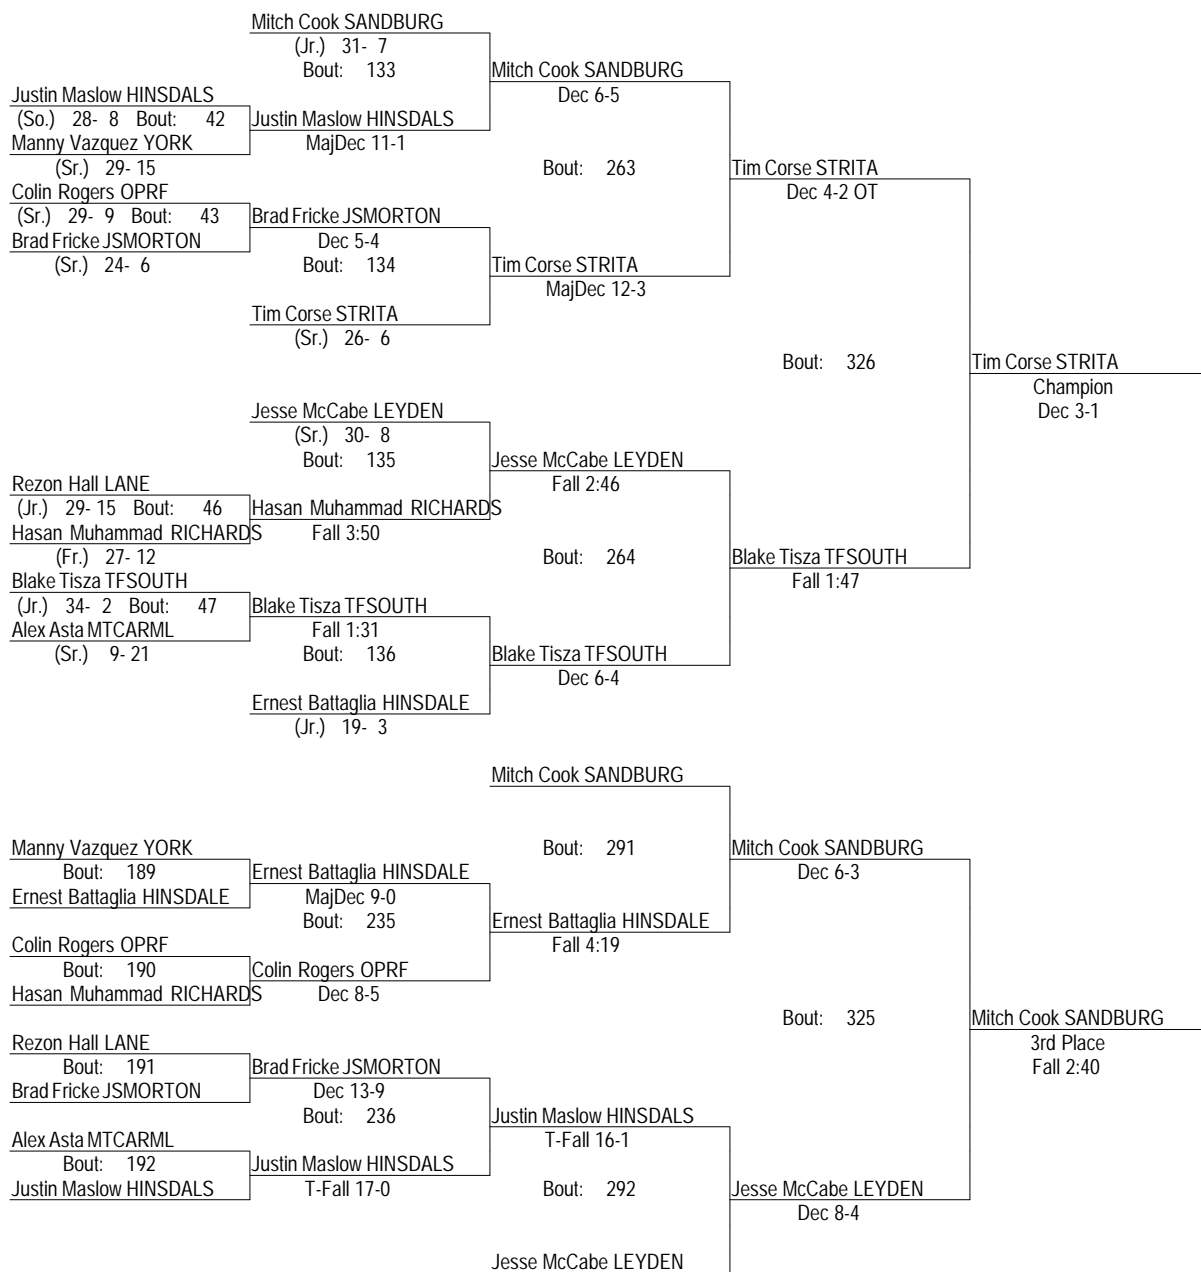 Mitch Cook SANDBURG
(Jr.) 31- 7
Bout: 133
Mitch Cook SANDBURG
Dec 6-5
Justin Maslow HINSDALS
(So.) 28- 8 Bout: 42
Justin Maslow HINSDALS
Manny Vazquez YORK
MajDec 11-1
(Sr.) 29- 15
Bout: 263
Tim Corse STRITA
Dec 4-2 OT
Colin Rogers OPRF
(Sr.) 29- 9 Bout: 43
Brad Fricke JSMORTON
Brad Fricke JSMORTON
Dec 5-4
(Sr.) 24- 6
Bout: 134
Tim Corse STRITA
MajDec 12-3
Tim Corse STRITA
(Sr.) 26- 6
Bout: 326
Tim Corse STRITA
Champion
Dec 3-1
Jesse McCabe LEYDEN
(Sr.) 30- 8
Bout: 135
Jesse McCabe LEYDEN
Fall 2:46
Rezon Hall LANE
(Jr.) 29- 15 Bout: 46
Hasan Muhammad RICHARDS
Hasan Muhammad RICHARDS
Fall 3:50
(Fr.) 27- 12
Bout: 264
Blake Tisza TFSOUTH
Fall 1:47
Blake Tisza TFSOUTH
(Jr.) 34- 2 Bout: 47
Blake Tisza TFSOUTH
Alex Asta MTCARML
Fall 1:31
(Sr.) 9- 21
Bout: 136
Blake Tisza TFSOUTH
Dec 6-4
Ernest Battaglia HINSDALE
(Jr.) 19- 3
Mitch Cook SANDBURG
Manny Vazquez YORK
Bout: 291
Mitch Cook SANDBURG
Dec 6-3
Bout: 189
Ernest Battaglia HINSDALE
Ernest Battaglia HINSDALE
MajDec 9-0
Bout: 235
Ernest Battaglia HINSDALE
Fall 4:19
Colin Rogers OPRF
Bout: 190
Colin Rogers OPRF
Hasan Muhammad RICHARDS
Dec 8-5
Bout: 325
Mitch Cook SANDBURG
3rd Place
Fall 2:40
Rezon Hall LANE
Bout: 191
Brad Fricke JSMORTON
Brad Fricke JSMORTON
Dec 13-9
Bout: 236
Justin Maslow HINSDALS
T-Fall 16-1
Alex Asta MTCARML
Bout: 192
Justin Maslow HINSDALS
Justin Maslow HINSDALS
T-Fall 17-0
Bout: 292
Jesse McCabe LEYDEN
Dec 8-4
Jesse McCabe LEYDEN